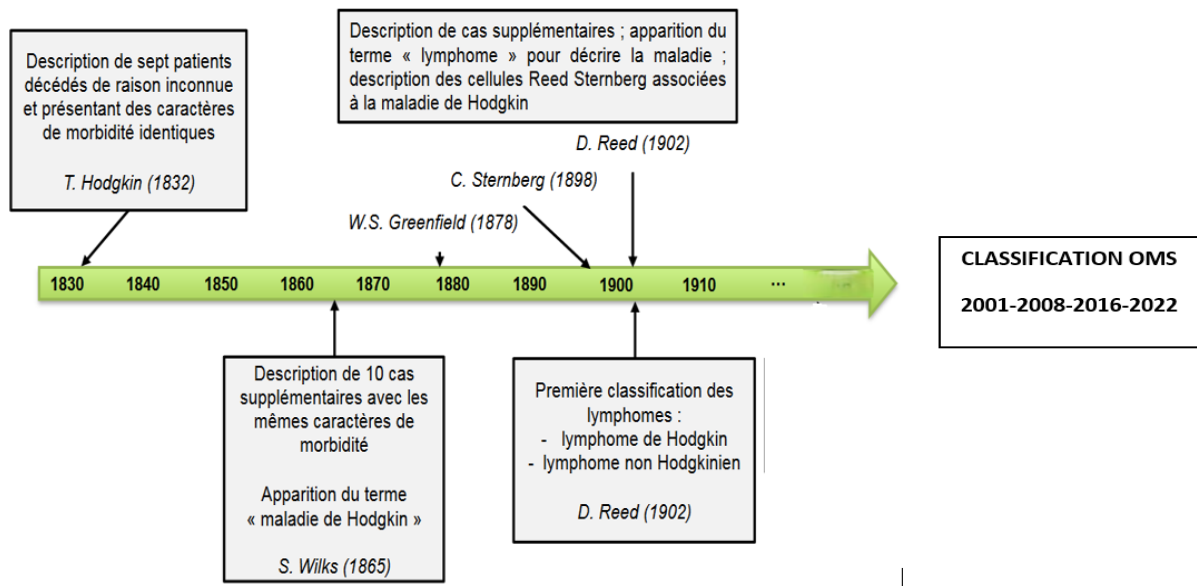 Description de sept patients
décédés de raison inconnue
et présentant des caractères
de morbidité identiques
T. Hodgkin (1832)
Description de cas supplémentaires ; apparition du
terme « lymphome » pour décrire la maladie ;
description des cellules Reed Sternberg associées
à la maladie de Hodgkin
D. Reed (1902)
C. Sternberg (1898)
W.S. Greenfield (1878)
1830 1840 1850 1860 1870 1880 1890 1900 1910 ...
CLASSIFICATION OMS
2001-2008-2016-2022
Description de 10 cas
supplémentaires avec les
mêmes caractères de
morbidité
Apparition du terme
« maladie de Hodgkin »
S. Wilks (1865)
Première classification des
lymphomes :
- lymphome de Hodgkin
- lymphome non Hodgkinien
D. Reed (1902)